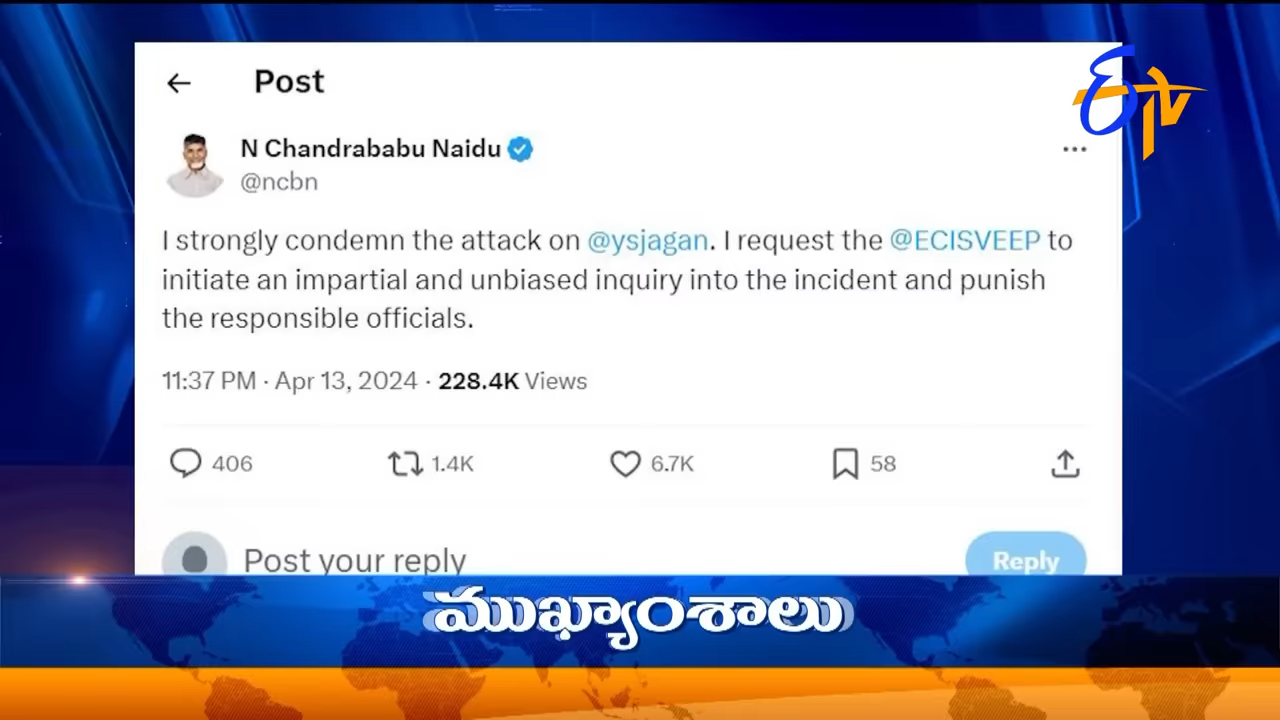 Post
ETV
N Chandrababu Naidu
@ncbn
I strongly condemn the attack on @ysjagan. I request the @ECISVEEP to
initiate an impartial and unbiased inquiry into the incident and punish
the responsible officials.
11:37 PM · Apr 13, 2024 · 228.4K Views
406 1.4K 6.7K 58
Post your reply Reply
ముఖ్యాంశాలు